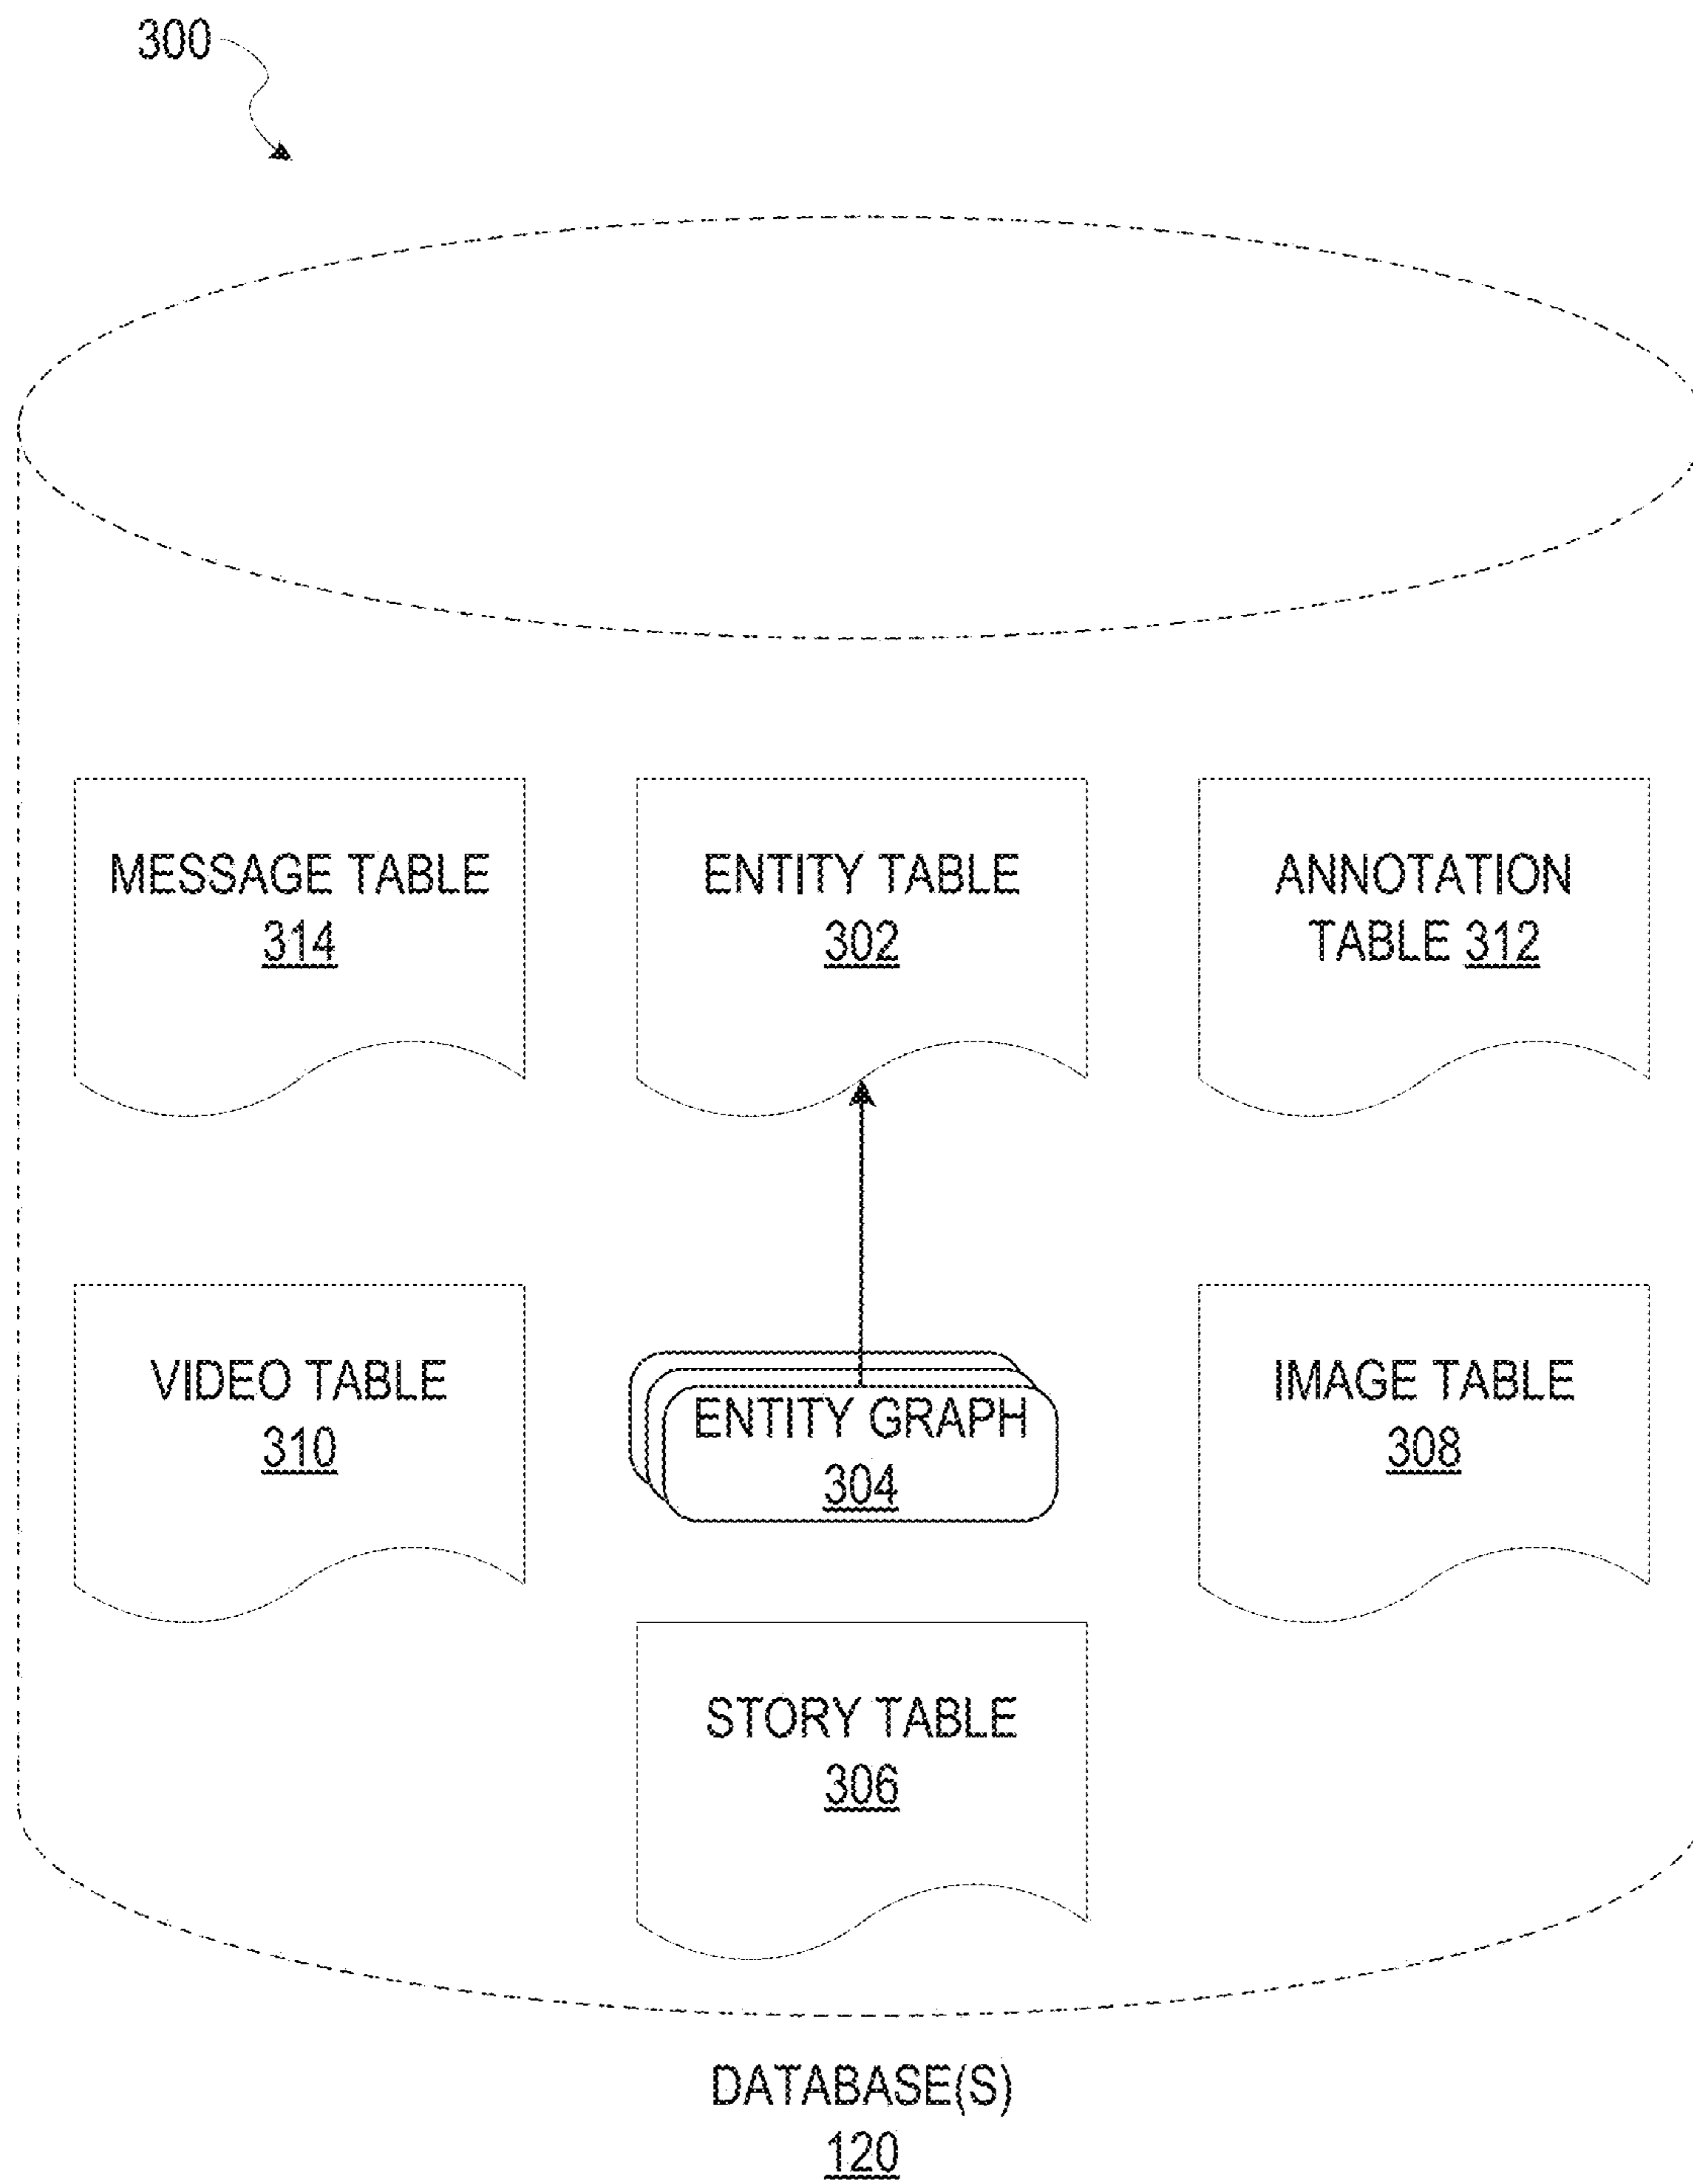 300
MESSAGE TABLE
314
ENTITY TABLE
302
ANNOTATION
TABLE 312
VIDEO TABLE
310
ENTITY GRAPH
304
IMAGE TABLE
308
STORY TABLE
306
DATABASE(S)
120